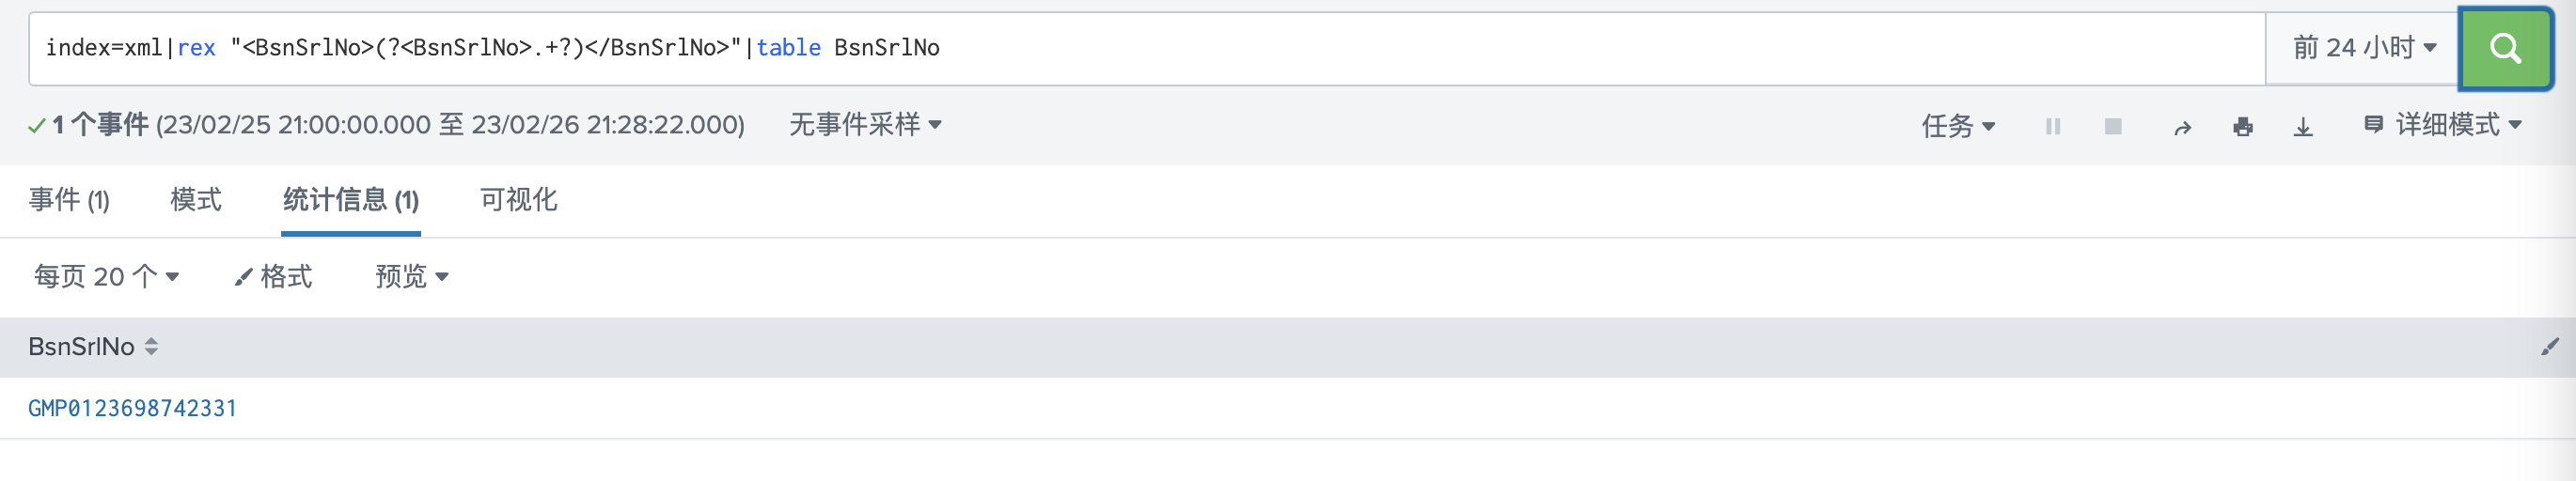 index=xml|rex "<BsnSrlNo>(?<BsnSrlNo>.+?)</BsnSrlNo>"|table BsnSrlNo
前 24 小时
1 个事件 (23/02/25 21:00:00.000 至 23/02/26 21:28:22.000)
无事件采样
任务
详细模式
事件 (1)
模式
统计信息 (1)
可视化
每页 20 个
格式
预览
BsnSrlNo
GMP0123698742331